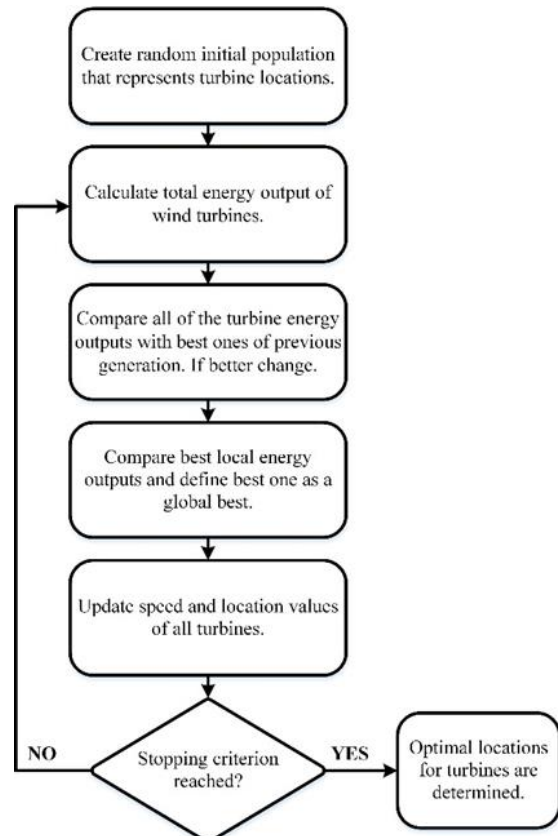 Create random initial population
that represents turbine locations.
Calculate total energy output of
wind turbines.
Compare all of the turbine energy
outputs with best ones of previous
generation. If better change.
Compare best local energy
outputs and define best one as a
global best.
Update speed and location values
of all turbines.
NO
Stopping criterion
reached?
YES
Optimal locations
for turbines are
determined.